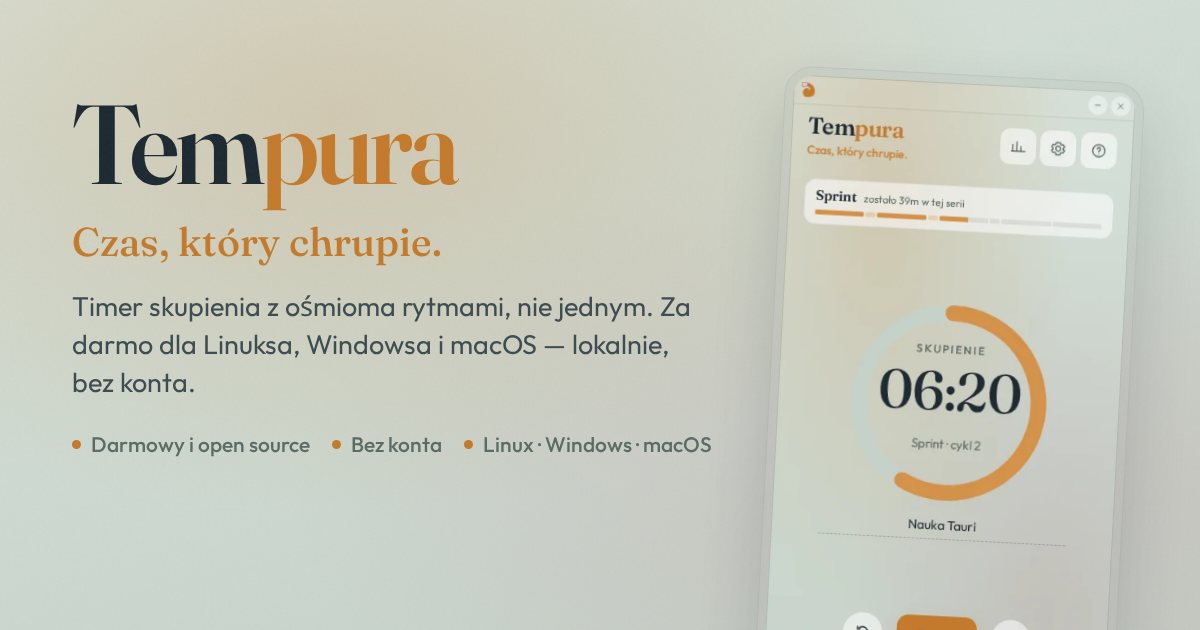 Tempura
Czas, który chrupie.
Timer skupienia z ośmioma rytmami, nie jednym. Za
darmo dla Linuksa, Windowsa i macOS — lokalnie,
bez konta.
Darmowy i open source
Bez konta
Linux · Windows · macOS
Tempura
Czas, który chrupie.
Sprint zostało 39m w tej serii
SKUPIENIE
06:20
Sprint · cykl 2
Nauka Tauri